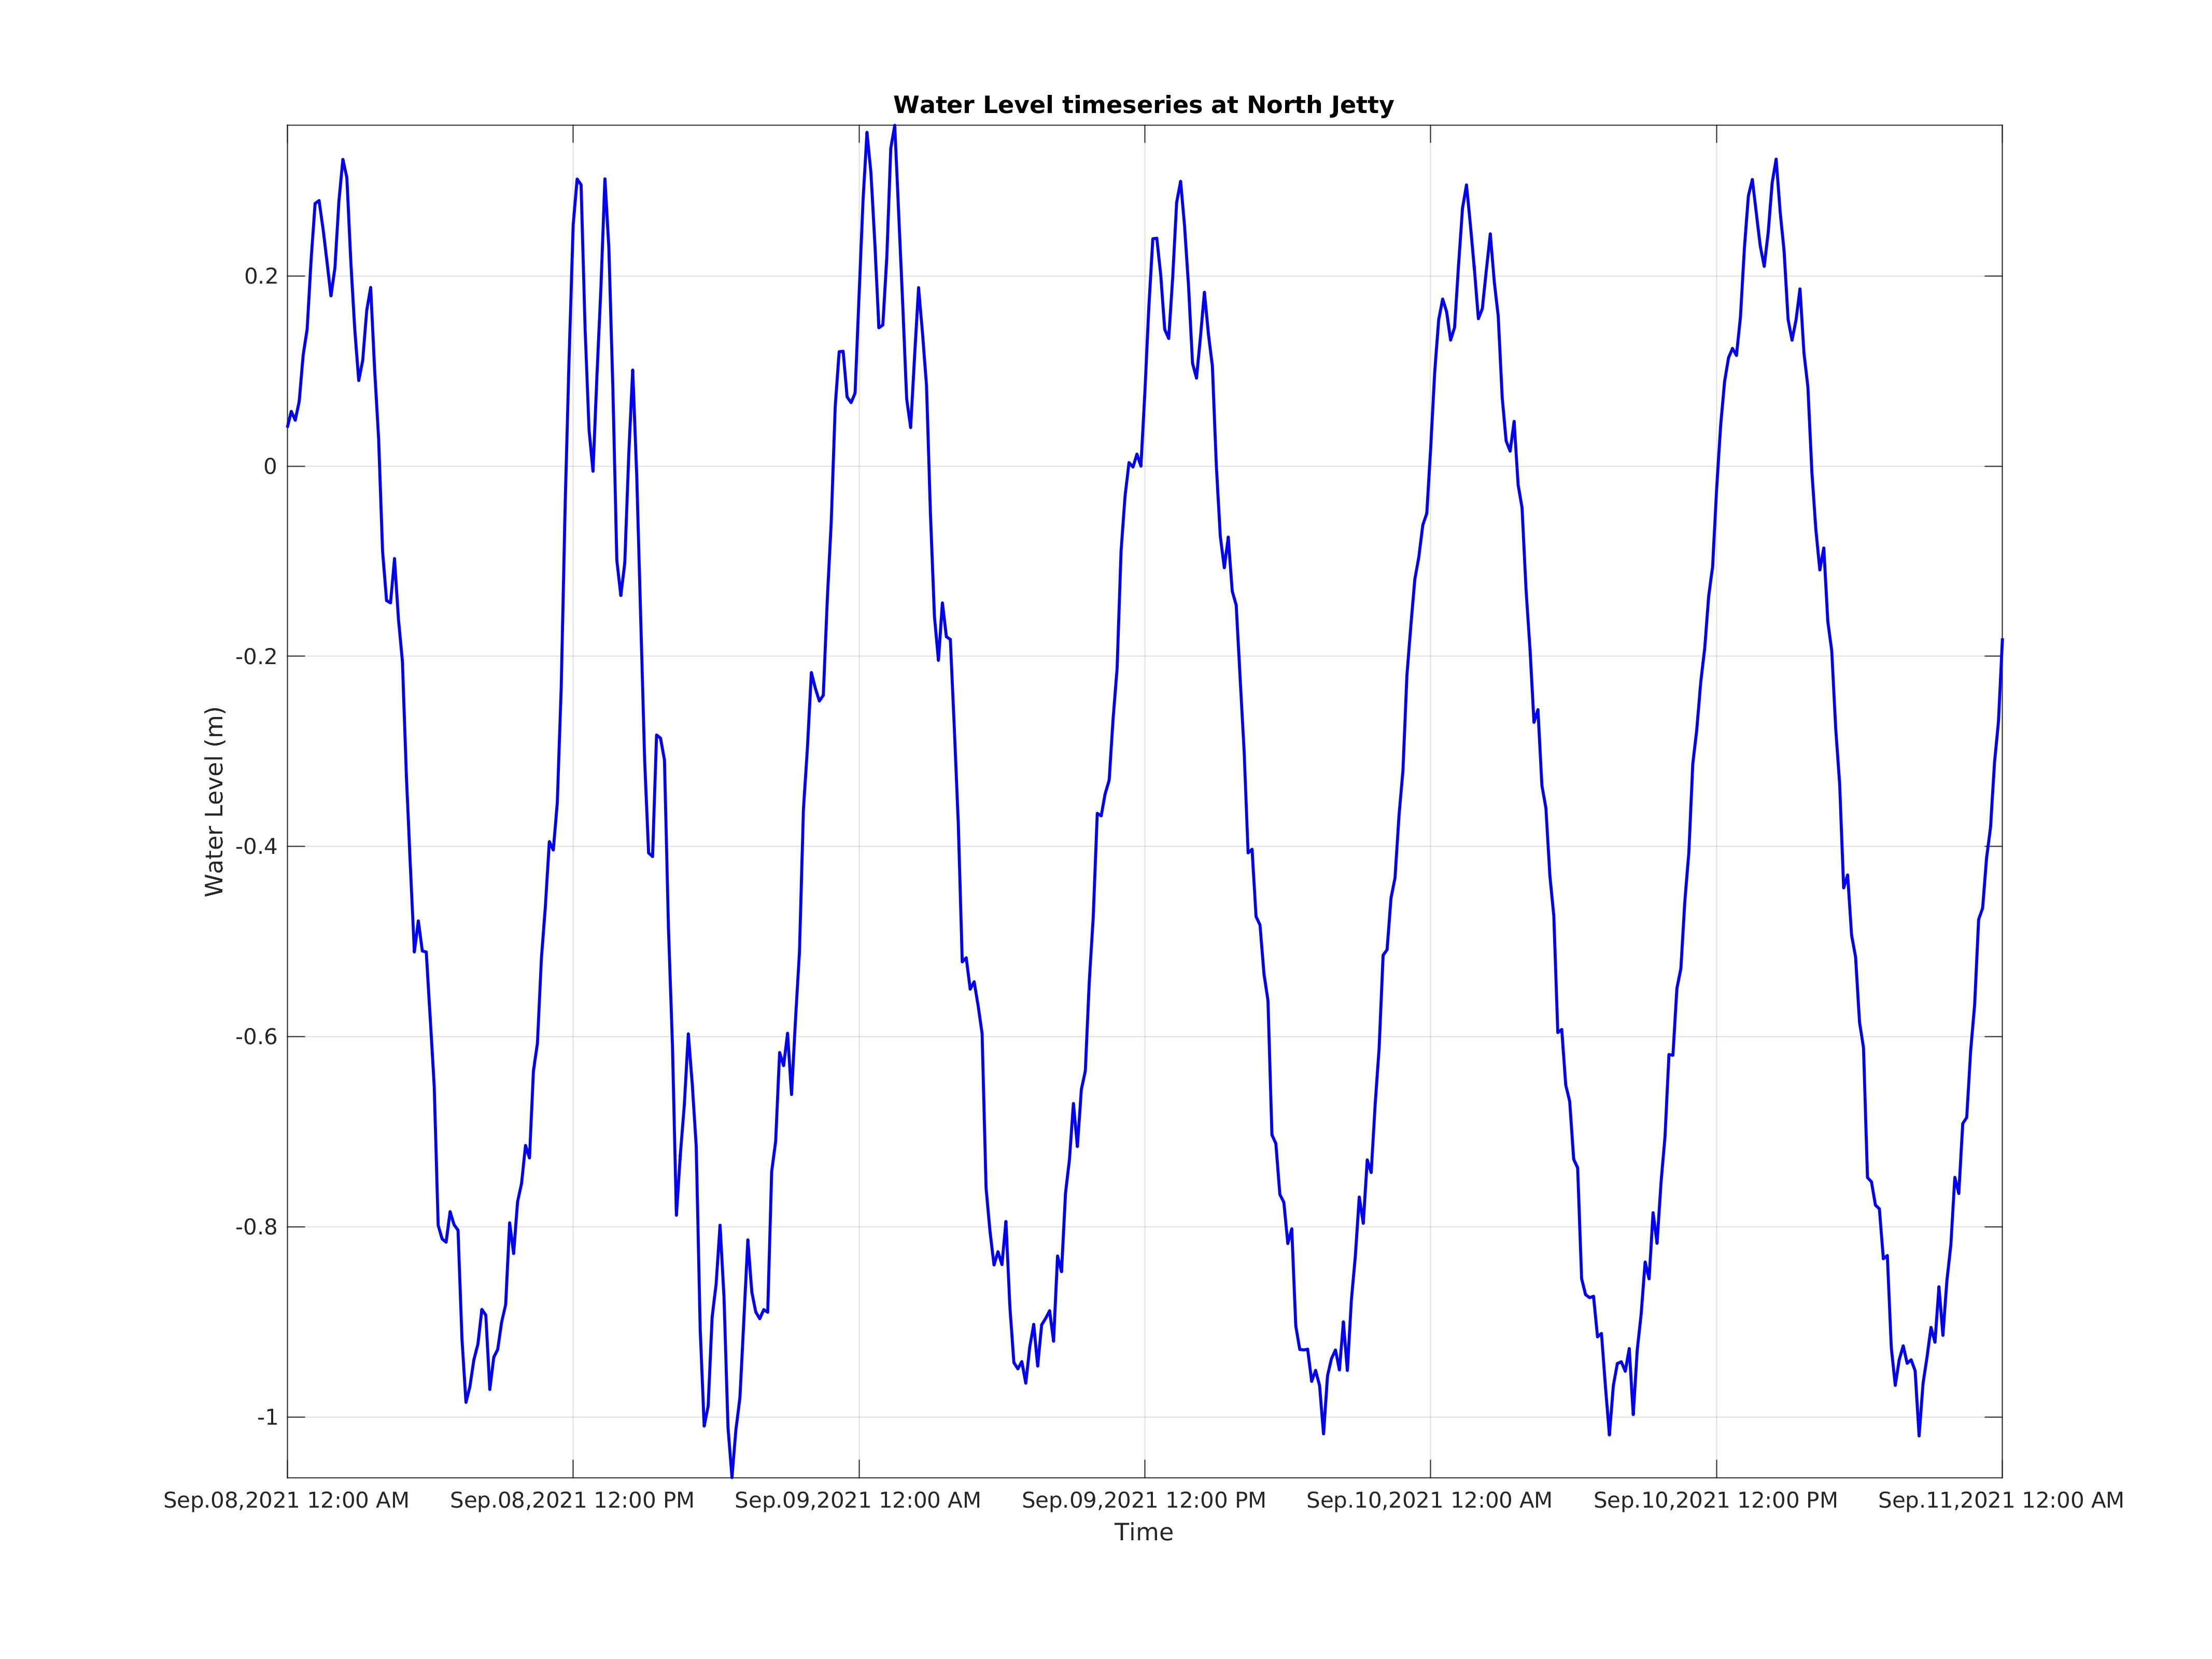 Water Level timeseries at North Jetty
0.2
0
-0.2
-0.4
-0.6
-0.8
-1
Water Level (m)
Sep.08,2021 12:00 AM
Sep.08,2021 12:00 PM
Sep.09,2021 12:00 AM
Sep.09,2021 12:00 PM
Sep.10,2021 12:00 AM
Sep.10,2021 12:00 PM
Sep.11,2021 12:00 AM
Time